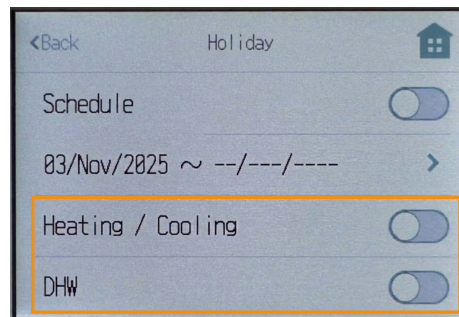 <Back
Holiday
Schedule
03/Nov/2025 ~ --/---/----
Heating / Cooling
DHW